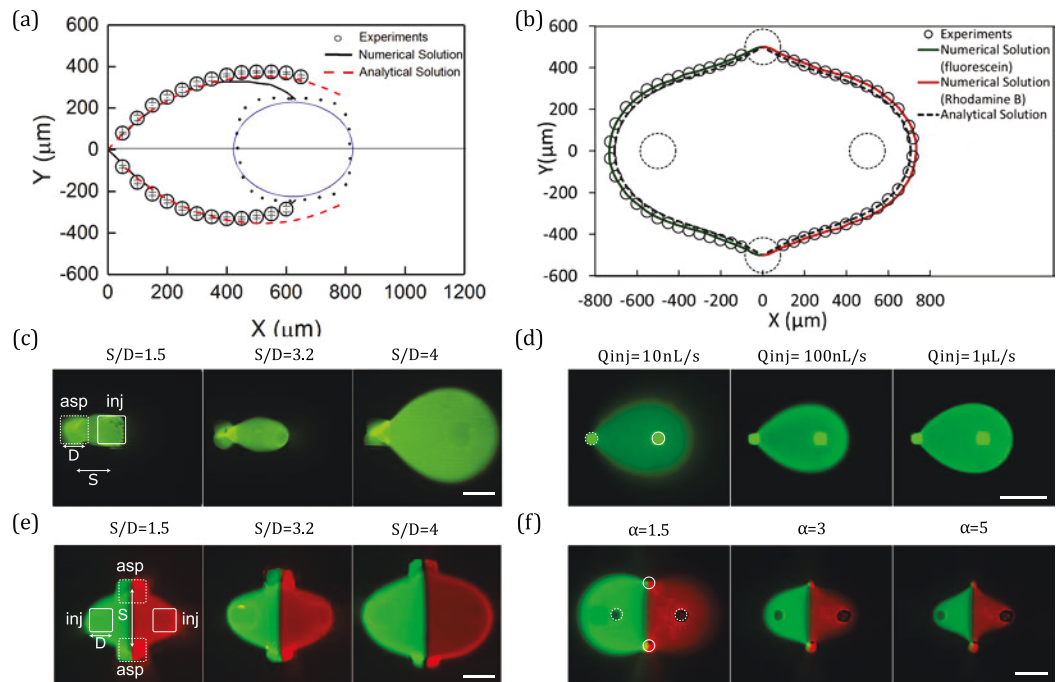 (a)
600
400
200
0
-200
-400
-600
Y (μm)
0 200 400 600 800 1000 1200
X (μm)
Experiments
Numerical Solution
Analytical Solution
(b)
600
400
200
0
-200
-400
-600
Y(μm)
-800 -600 -400 -200 0 200 400 600 800
X (μm)
Experiments
Numerical Solution
(fluorescein)
Numerical Solution
(Rhodamine B)
Analytical Solution
(c)
S/D=1.5 S/D=3.2 S/D=4
asp inj
D
S
(d)
Qinj=10nL/s Qinj=100nL/s Qinj=1μL/s
(e)
S/D=1.5 S/D=3.2 S/D=4
asp
inj S inj
D
asp
(f)
α=1.5 α=3 α=5